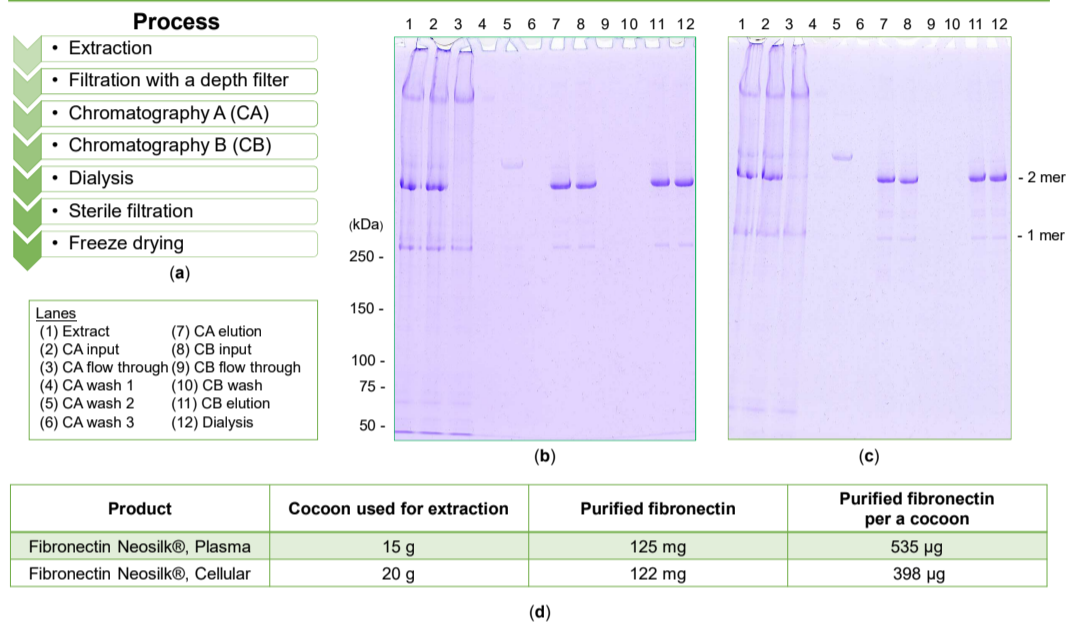 Process
• Extraction
• Filtration with a depth filter
• Chromatography A (CA)
• Chromatography B (CB)
• Dialysis
• Sterile filtration
• Freeze drying
(a)
Lanes
(1) Extract (7) CA elution
(2) CA input (8) CB input
(3) CA flow through (9) CB flow through
(4) CA wash 1 (10) CB wash
(5) CA wash 2 (11) CB elution
(6) CA wash 3 (12) Dialysis
1 2 3 4 5 6 7 8 9 10 11 12
(kDa)
250 -
150 -
100 -
75 -
50 -
(b)
1 2 3 4 5 6 7 8 9 10 11 12
- 2 mer
- 1 mer
(c)
Product Cocoon used for extraction Purified fibronectin Purified fibronectin
per a cocoon
Fibronectin Neosilk®, Plasma 15 g 125 mg 535 μg
Fibronectin Neosilk®, Cellular 20 g 122 mg 398 μg
(d)